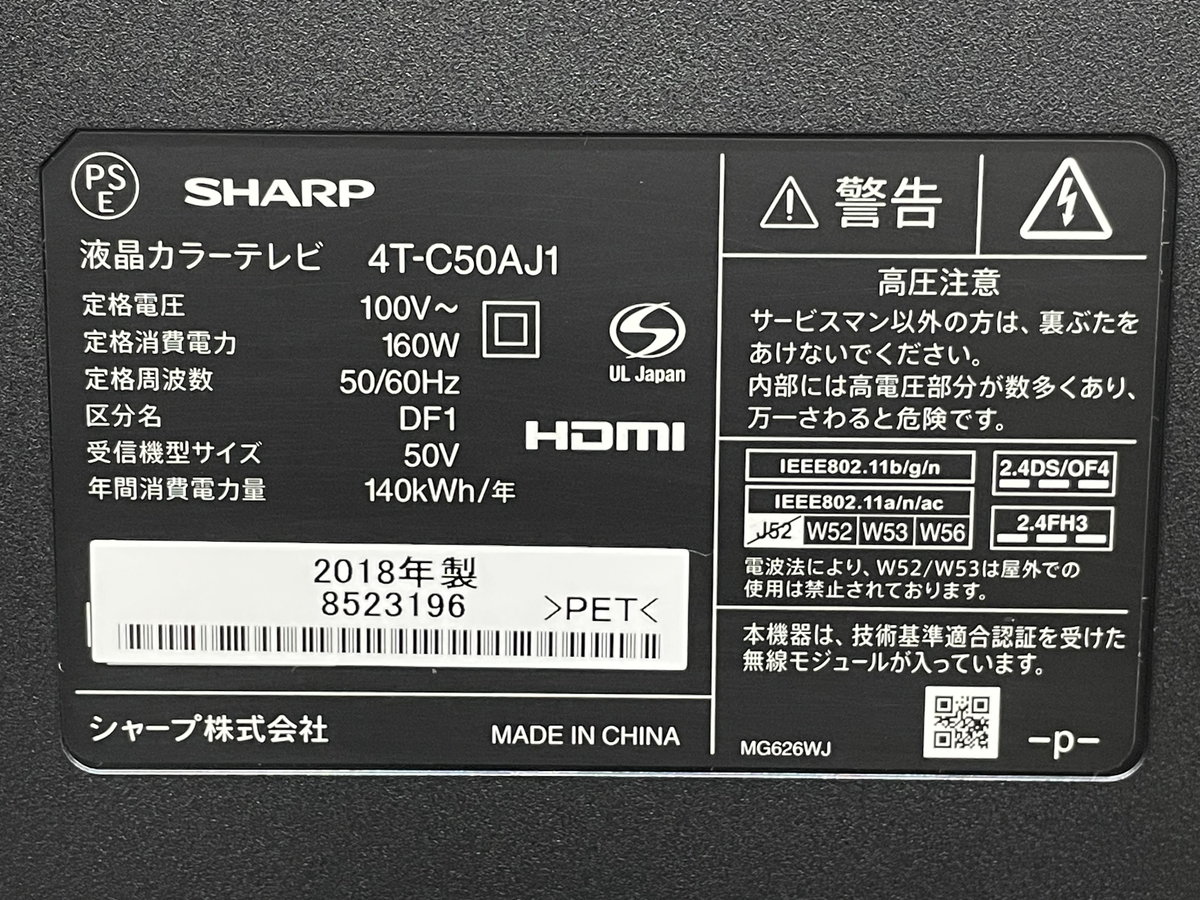 PSE
SHARP
液晶カラーテレビ 4T-C50AJ1
定格電圧 100V～
定格消費電力 160W
定格周波数 50/60Hz
区分名 DF1
受信機型サイズ 50V
年間消費電力量 140kWh/年
UL Japan
HDMI
2018年製
8523196 >PET<
シャープ株式会社 MADE IN CHINA
警告
高圧注意
サービスマン以外の方は、裏ぶたを
あけないでください。
内部には高電圧部分が数多くあり、
万一さわると危険です。
IEEE802.11b/g/n
IEEE802.11a/n/ac
J52 W52 W53 W56
2.4DS/OF4
2.4FH3
電波法により、W52/W53は屋外での
使用は禁止されております。
本機器は、技術基準適合認証を受けた
無線モジュールが入っています。
MG626WJ
-p-